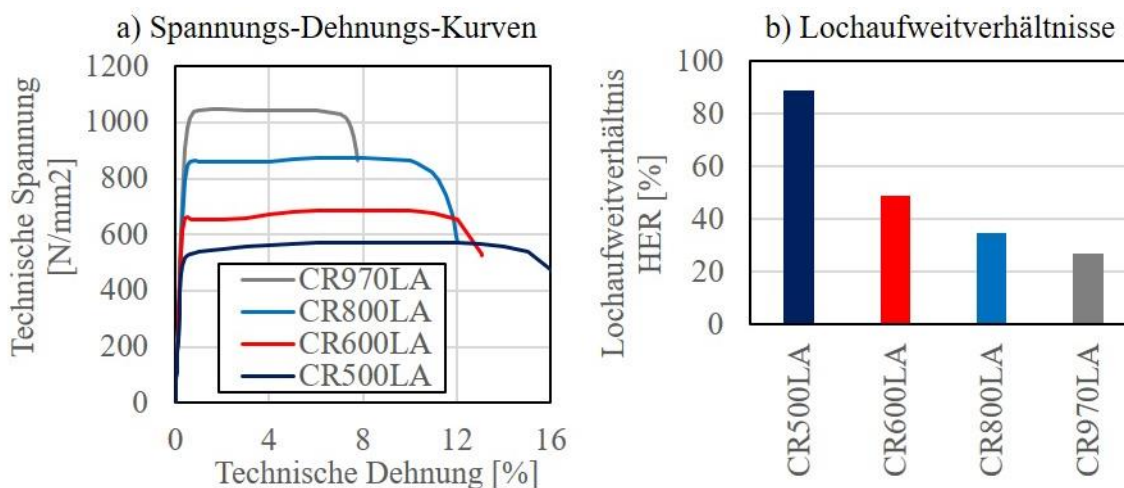 a) Spannungs-Dehnungs-Kurven
Technische Spannung
[N/mm2]
1200
1000
800
600
400
200
0
CR970LA
CR800LA
CR600LA
CR500LA
0
4
8
12
16
Technische Dehnung [%]
b) Lochaufweitverhältnisse
Lochaufweitverhältnis
HER [%]
100
80
60
40
20
0
CR500LA
CR600LA
CR800LA
CR970LA